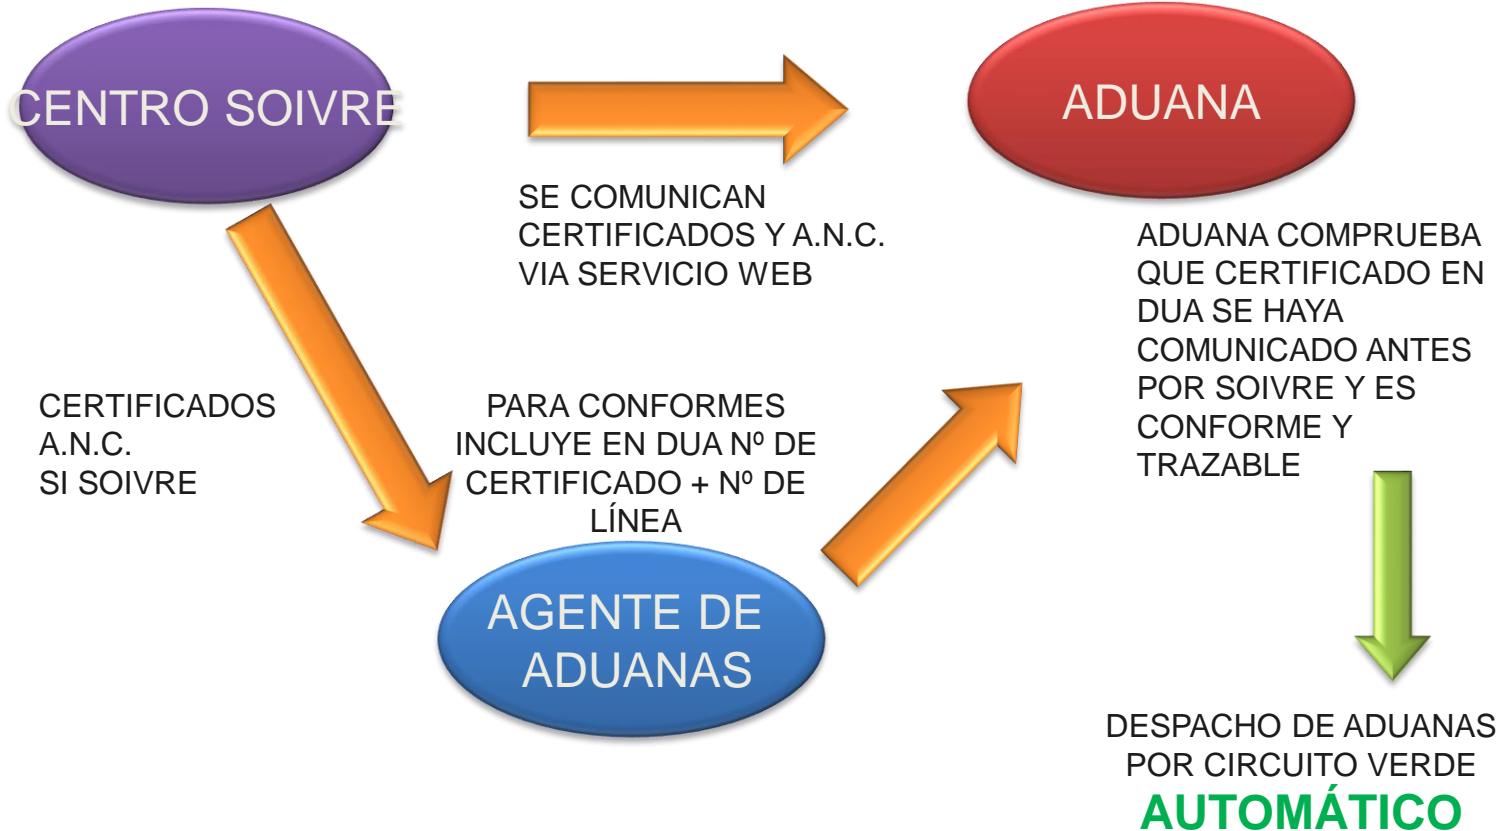 CENTRO SOIVRE
ADUANA
SE COMUNICAN
CERTIFICADOS Y A.N.C.
VIA SERVICIO WEB
ADUANA COMPRUEBA
QUE CERTIFICADO EN
DUA SE HAYA
COMUNICADO ANTES
POR SOIVRE Y ES
CONFORME Y
TRAZABLE
CERTIFICADOS
A.N.C.
SI SOIVRE
PARA CONFORMES
INCLUYE EN DUA Nº DE
CERTIFICADO + Nº DE
LÍNEA
AGENTE DE
ADUANAS
DESPACHO DE ADUANAS
POR CIRCUITO VERDE
AUTOMÁTICO